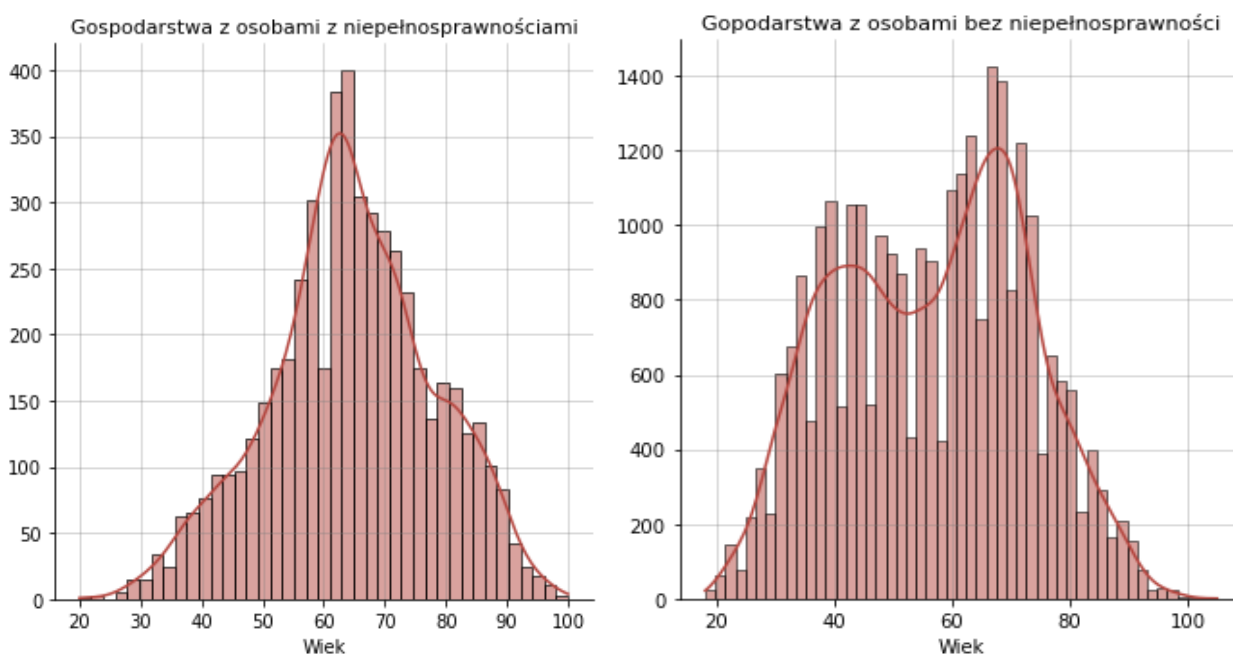 Gospodarstwa z osobami z niepełnosprawnościami
400
350
300
250
200
150
100
50
0
20 30 40 50 60 70 80 90 100
Wiek
Gopodarstwa z osobami bez niepełnosprawności
1400
1200
1000
800
600
400
200
0
20 40 60 80 100
Wiek